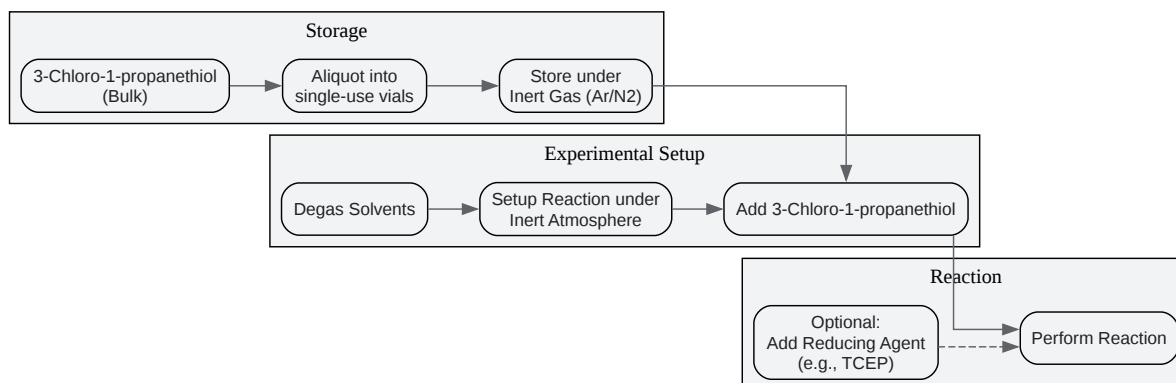 Storage
3-Chloro-1-propanethiol
(Bulk)
Aliquot into
single-use vials
Store under
Inert Gas (Ar/N2)
Experimental Setup
Degas Solvents
Setup Reaction under
Inert Atmosphere
Add 3-Chloro-1-propanethiol
Reaction
Optional:
Add Reducing Agent
(e.g., TCEP)
Perform Reaction